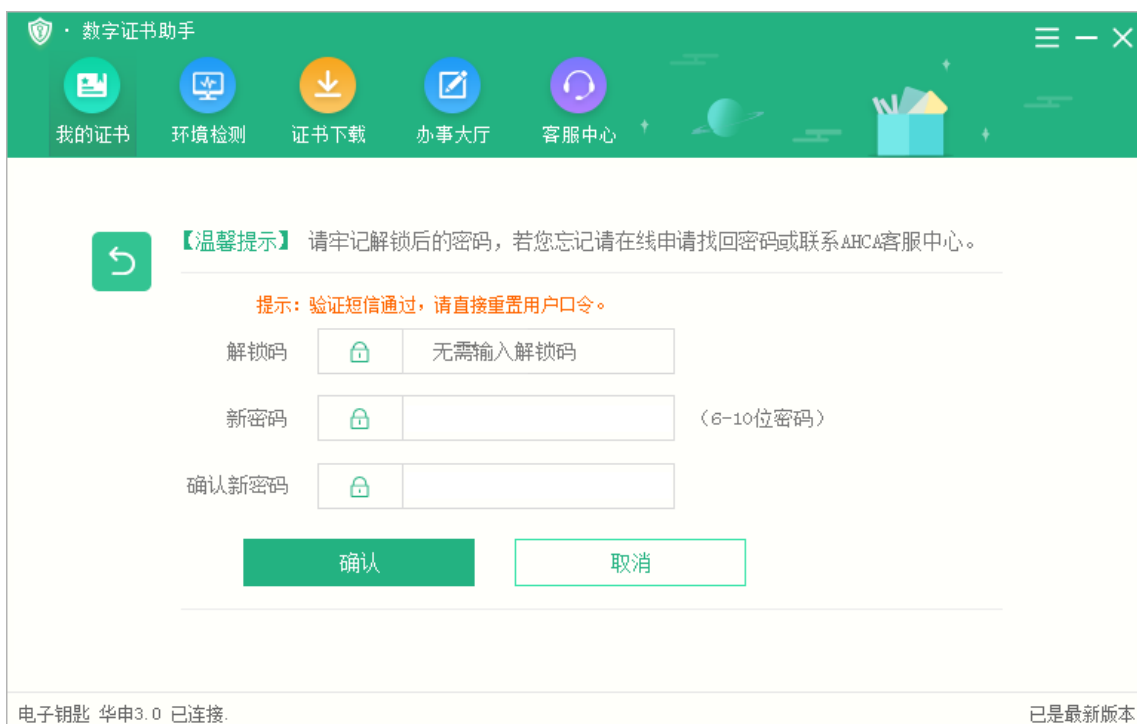 · 数字证书助手
我的证书 环境检测 证书下载 办事大厅 客服中心
【温馨提示】 请牢记解锁后的密码，若您忘记请在线申请找回密码或联系AHCA客服中心。
提示：验证短信通过，请直接重置用户口令。
解锁码 无需输入解锁码
新密码 （6-10位密码）
确认新密码
确认 取消
电子钥匙 华申3.0 已连接. 已是最新版本